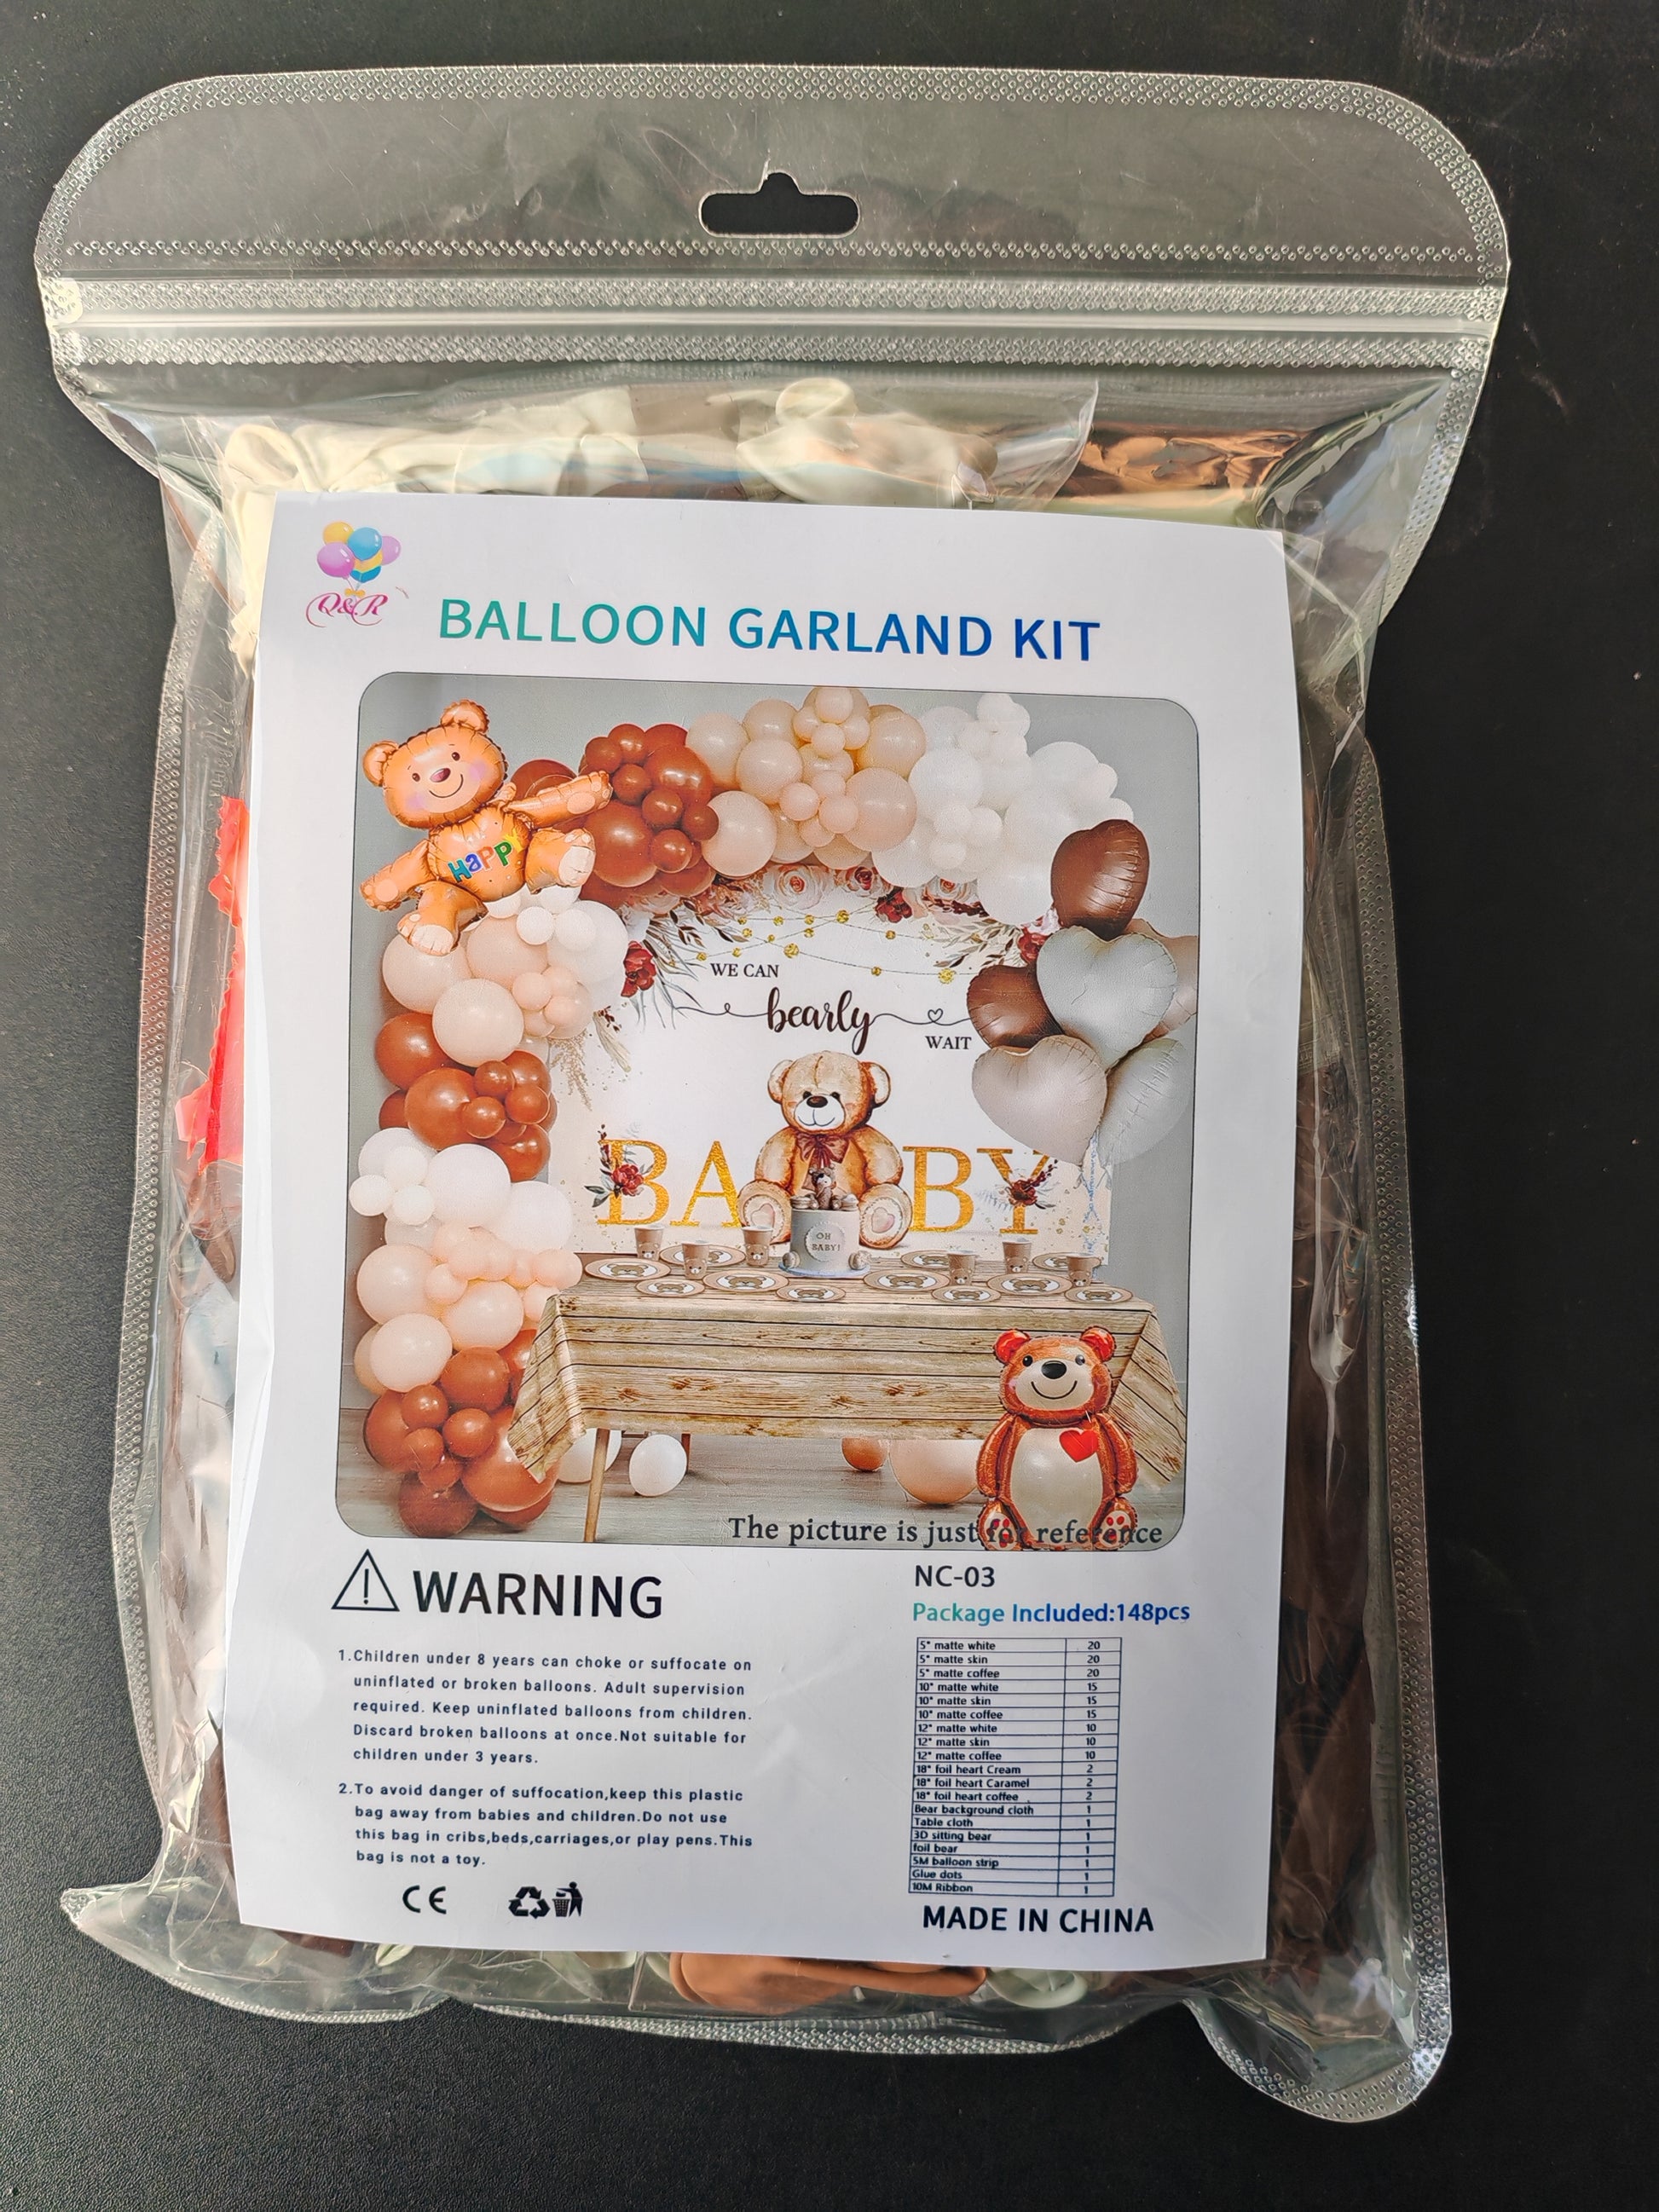 Q&R
BALLOON GARLAND KIT
HAPPY
WE CAN
bearly
WAIT
BABY
OH
BABY!
The picture is just for reference
WARNING
1.Children under 8 years can choke or suffocate on
uninflated or broken balloons. Adult supervision
required. Keep uninflated balloons from children.
Discard broken balloons at once.Not suitable for
children under 3 years.
2.To avoid danger of suffocation,keep this plastic
bag away from babies and children.Do not use
this bag in cribs,beds,carriages,or play pens.This
bag is not a toy.
CE
NC-03
Package Included:148pcs
5" matte white 20
5" matte skin 20
5" matte coffee 20
10" matte white 15
10" matte skin 15
10" matte coffee 15
12" matte white 10
12" matte skin 10
12" matte coffee 10
18" foil heart Cream 2
18" foil heart Caramel 2
18" foil heart coffee 2
Bear background cloth 1
Table cloth 1
3D sitting bear 1
foil bear 1
5M balloon strip 1
Glue dots 1
10M Ribbon 1
MADE IN CHINA